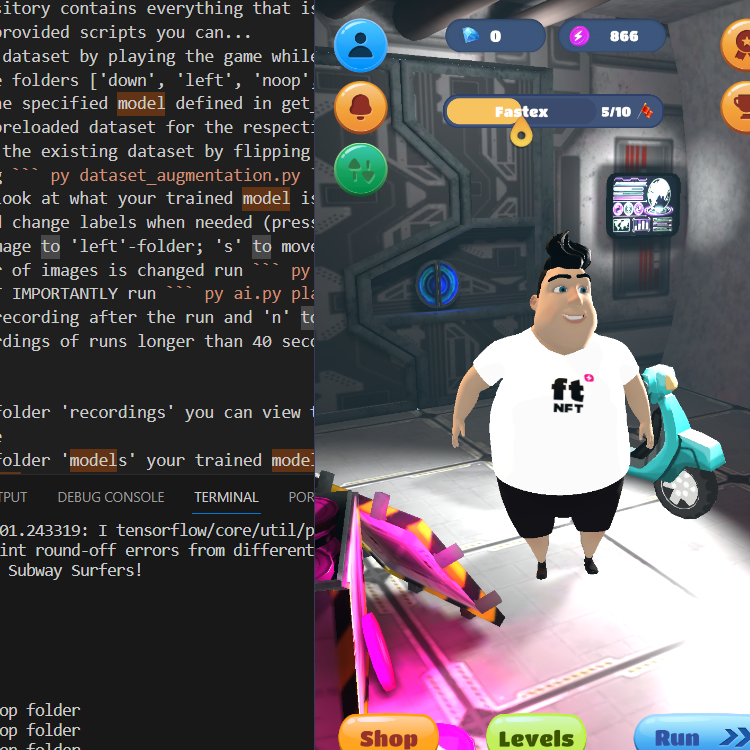 sitory contains everything that is
provided scripts you can...
dataset by playing the game while
e folders ['down', 'left', 'noop',
he specified model defined in get_
preloaded dataset for the respecti
the existing dataset by flipping
g ``` py dataset_augmentation.py
look at what your trained model is
d change labels when needed (press
mage to 'left'-folder; 's' to move
r of images is changed run ``` py
T IMPORTANTLY run ``` py ai.py pla
recording after the run and 'n' to
rdings of runs longer than 40 seco
folder 'recordings' you can view t
e
folder 'models' your trained model
TPUT DEBUG CONSOLE TERMINAL POR
01.243319: I tensorflow/core/util/p
int round-off errors from different
Subway Surfers!
op folder
op folder
op folder
0 866
Fastex 5/10
ft
NFT
Shop Levels Run